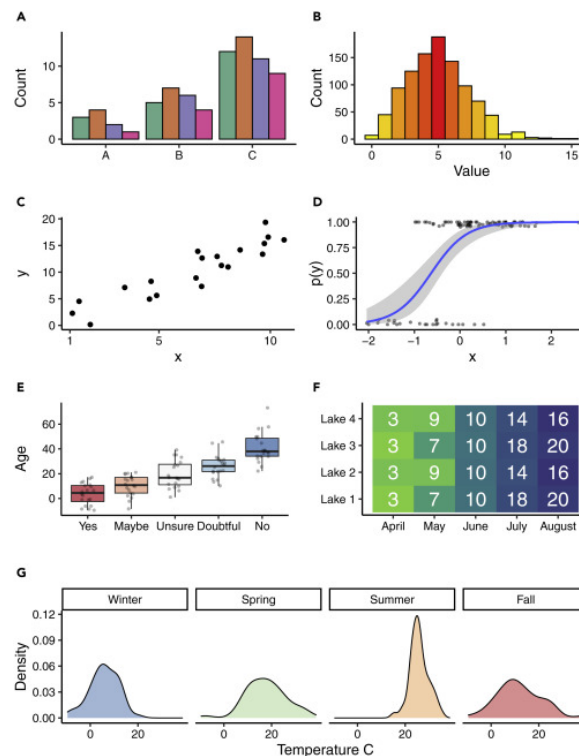 A
Count
10
5
0
A
B
C
B
Count
150
100
50
0
0
5
10
15
Value
C
y
20
15
10
5
0
1
5
10
x
D
p(y)
1.00
0.75
0.50
0.25
0.00
−2
−1
0
1
2
x
E
Age
60
40
20
0
Yes
Maybe
Unsure
Doubtful
No
F
Lake 4
3 9 10 14 16
Lake 3
3 7 10 18 20
Lake 2
3 9 10 14 16
Lake 1
3 7 10 18 20
April
May
June
July
August
G
Winter
Spring
Summer
Fall
Density
0.12
0.09
0.06
0.03
0.00
0 20
0 20
0 20
0 20
Temperature C